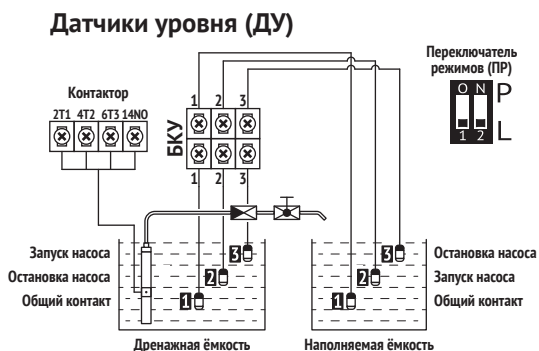 Датчики уровня (ДУ)
Переключатель
режимов (ПР)
ON
P
1 2
L
Контактор
2T1 4T2 6T3 14NO
БКУ
1 2 3
1 2 3
Запуск насоса
Остановка насоса
Общий контакт
3
2
1
3
2
1
Остановка насоса
Запуск насоса
Общий контакт
Дренажная ёмкость
Наполняемая ёмкость